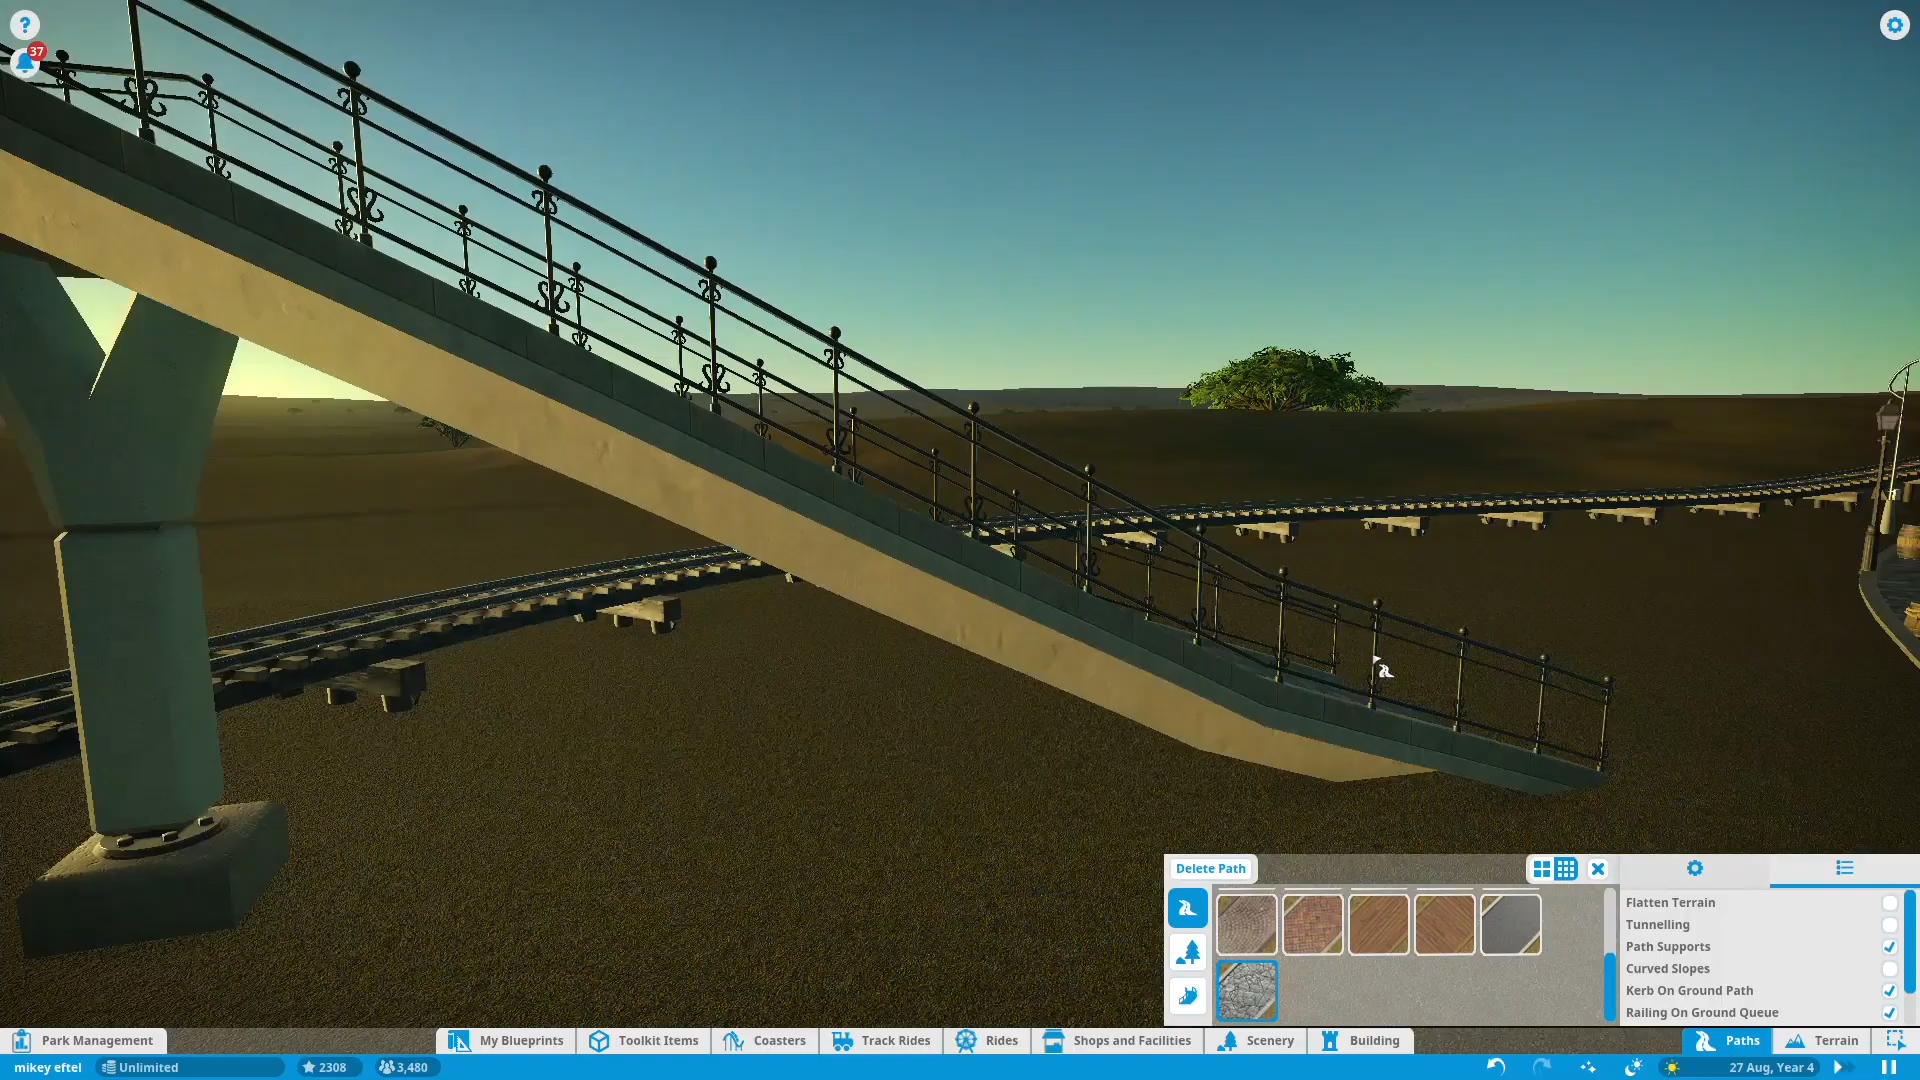 ?
37
Delete Path
Flatten Terrain
Tunnelling
Path Supports
Curved Slopes
Kerb On Ground Path
Railing On Ground Queue
Park Management
My Blueprints
Toolkit Items
Coasters
Track Rides
Rides
Shops and Facilities
Scenery
Building
Paths
Terrain
mikey eftel
Unlimited
2308
3,480
27 Aug, Year 4